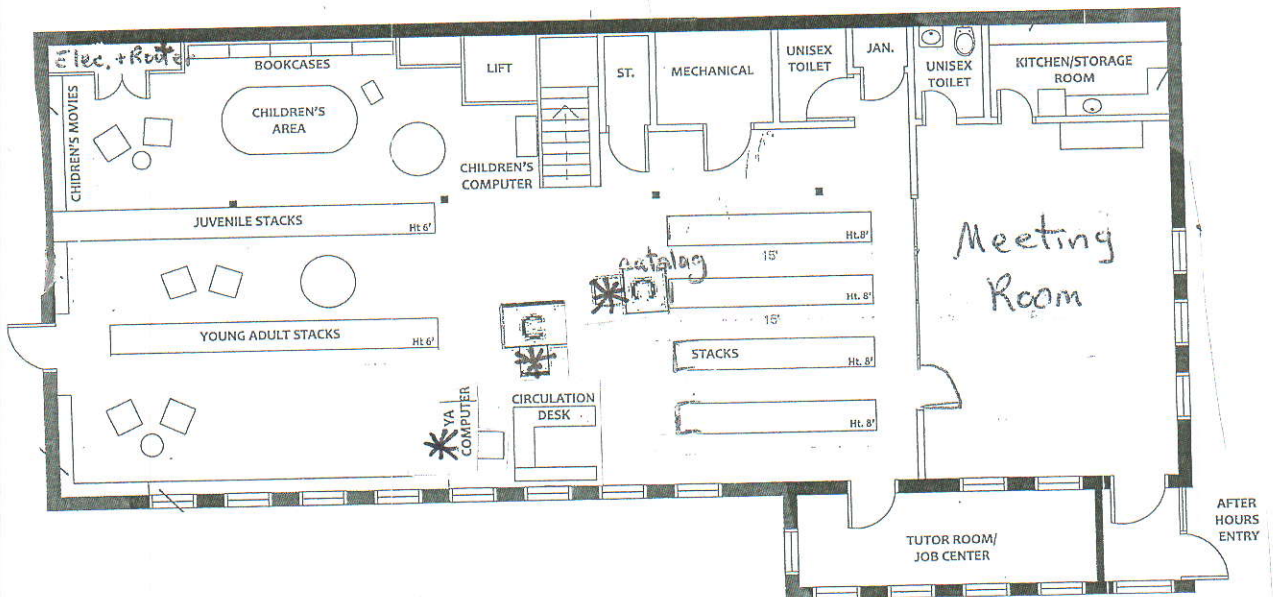 Elec. + Router
BOOKCASES
LIFT
ST.
MECHANICAL
UNISEX
TOILET
JAN.
UNISEX
TOILET
KITCHEN/STORAGE
ROOM
CHIDREN'S MOVIES
CHILDREN'S
AREA
CHILDREN'S
COMPUTER
JUVENILE STACKS
Ht 6'
Ht.8'
15'
catalog
Ht. 8'
15'
Meeting
Room
YOUNG ADULT STACKS
Ht 6'
C
C
STACKS
Ht. 8'
Ht. 8'
YA
COMPUTER
CIRCULATION
DESK
TUTOR ROOM/
JOB CENTER
AFTER
HOURS
ENTRY